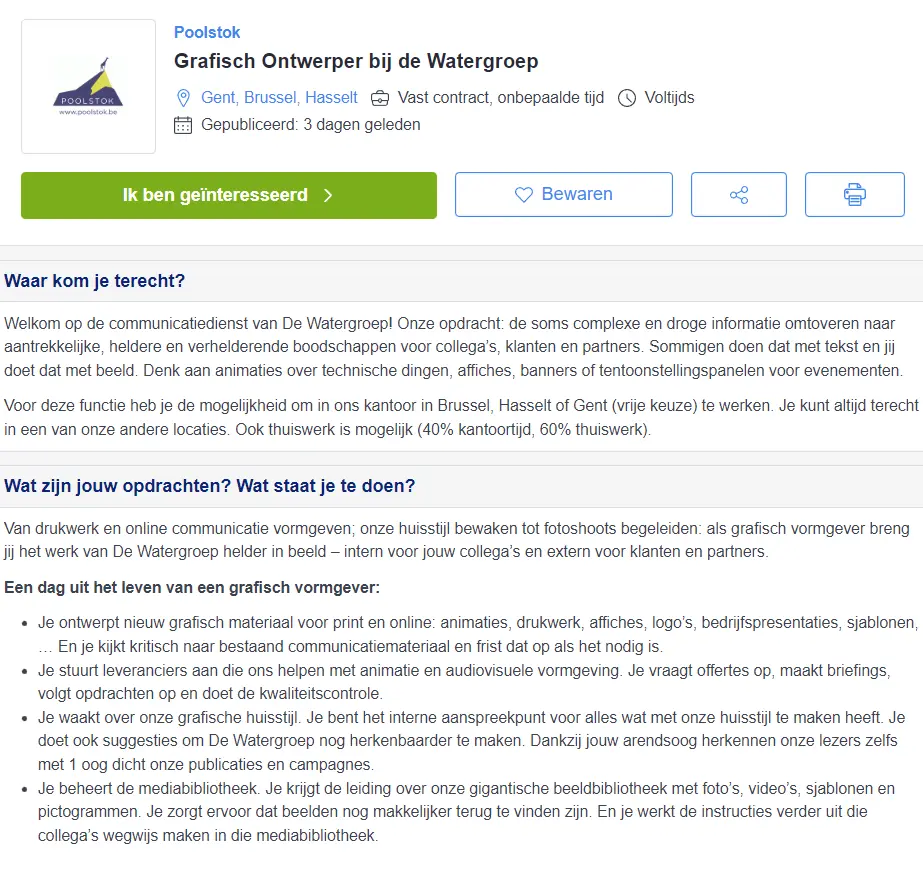 POOLSTOK
www.poolstok.be
Poolstok
Grafisch Ontwerper bij de Watergroep
Gent, Brussel, Hasselt Vast contract, onbepaalde tijd Voltijds
Gepubliceerd: 3 dagen geleden
Ik ben geïnteresseerd
Bewaren
Waar kom je terecht?
Welkom op de communicatiedienst van De Watergroep! Onze opdracht: de soms complexe en droge informatie omtoveren naar
aantrekkelijke, heldere en verhelderende boodschappen voor collega’s, klanten en partners. Sommigen doen dat met tekst en jij
doet dat met beeld. Denk aan animaties over technische dingen, affiches, banners of tentoonstellingspanelen voor evenementen.
Voor deze functie heb je de mogelijkheid om in ons kantoor in Brussel, Hasselt of Gent (vrije keuze) te werken. Je kunt altijd terecht
in een van onze andere locaties. Ook thuiswerk is mogelijk (40% kantoortijd, 60% thuiswerk).
Wat zijn jouw opdrachten? Wat staat je te doen?
Van drukwerk en online communicatie vormgeven; onze huisstijl bewaken tot fotoshoots begeleiden: als grafisch vormgever breng
jij het werk van De Watergroep helder in beeld – intern voor jouw collega’s en extern voor klanten en partners.
Een dag uit het leven van een grafisch vormgever:
• Je ontwerpt nieuw grafisch materiaal voor print en online: animaties, drukwerk, affiches, logo’s, bedrijfspresentaties, sjablonen,
… En je kijkt kritisch naar bestaand communicatiemateriaal en frist dat op als het nodig is.
• Je stuurt leveranciers aan die ons helpen met animatie en audiovisuele vormgeving. Je vraagt offertes op, maakt briefings,
volgt opdrachten op en doet de kwaliteitscontrole.
• Je waakt over onze grafische huisstijl. Je bent het interne aanspreekpunt voor alles wat met onze huisstijl te maken heeft. Je
doet ook suggesties om De Watergroep nog herkenbaarder te maken. Dankzij jouw arendsoog herkennen onze lezers zelfs
met 1 oog dicht onze publicaties en campagnes.
• Je beheert de mediabibliotheek. Je krijgt de leiding over onze gigantische beeldbibliotheek met foto’s, video’s, sjablonen en
pictogrammen. Je zorgt ervoor dat beelden nog makkelijker terug te vinden zijn. En je werkt de instructies verder uit die
collega’s wegwijs maken in die mediabibliotheek.